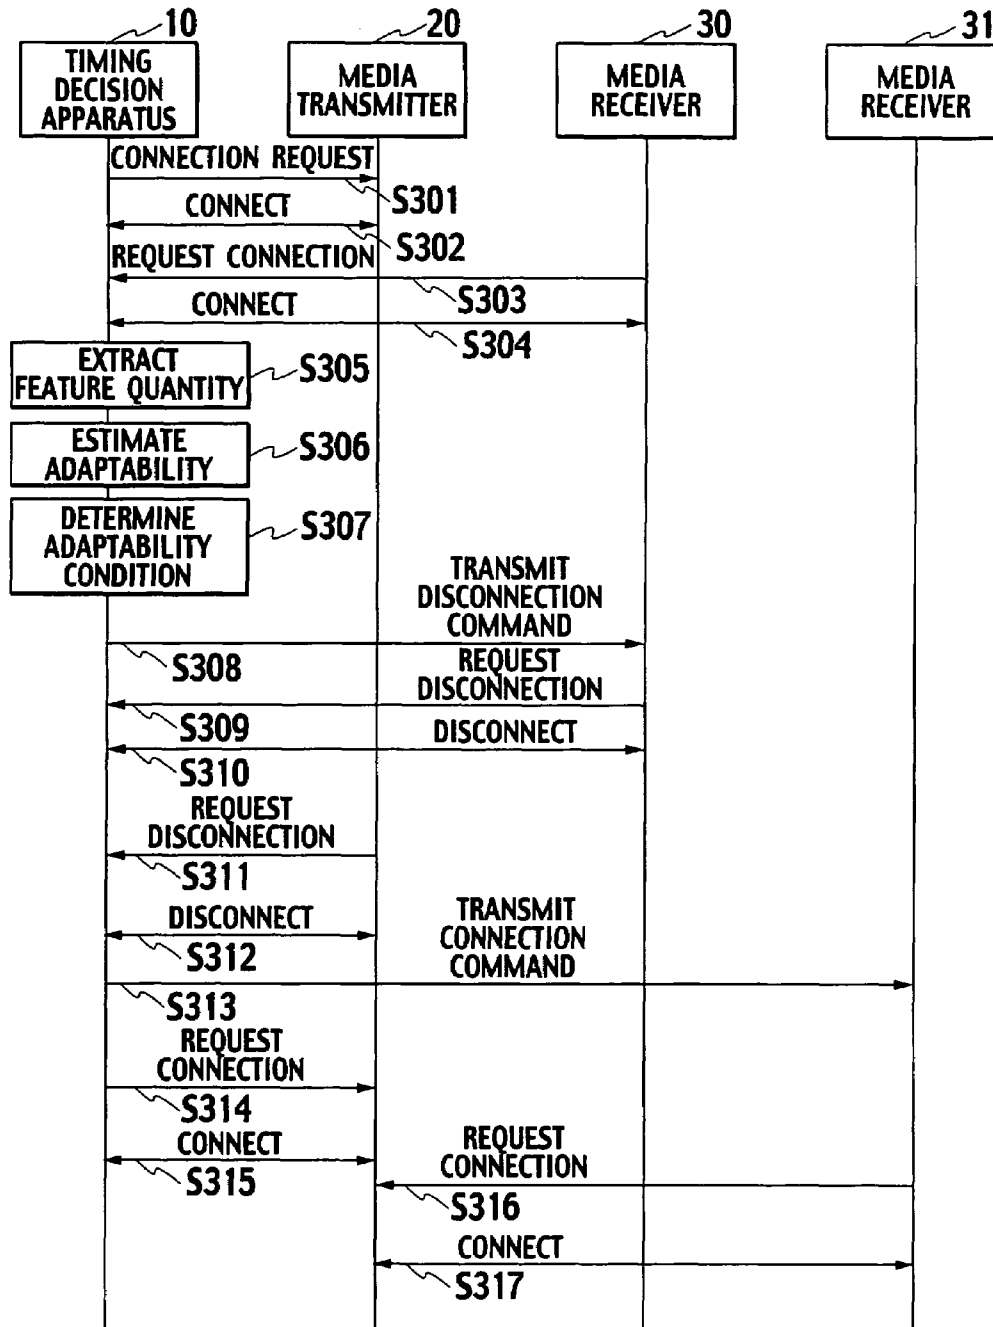 10
20
30
31
TIMING
DECISION
APPARATUS
MEDIA
TRANSMITTER
MEDIA
RECEIVER
MEDIA
RECEIVER
CONNECTION REQUEST
S301
CONNECT
S302
REQUEST CONNECTION
S303
CONNECT
S304
EXTRACT
FEATURE QUANTITY
S305
ESTIMATE
ADAPTABILITY
S306
DETERMINE
ADAPTABILITY
CONDITION
S307
TRANSMIT
DISCONNECTION
COMMAND
S308
REQUEST
DISCONNECTION
S309
DISCONNECT
S310
REQUEST
DISCONNECTION
S311
DISCONNECT
S312
TRANSMIT
CONNECTION
COMMAND
S313
REQUEST
CONNECTION
S314
CONNECT
S315
REQUEST
CONNECTION
S316
CONNECT
S317